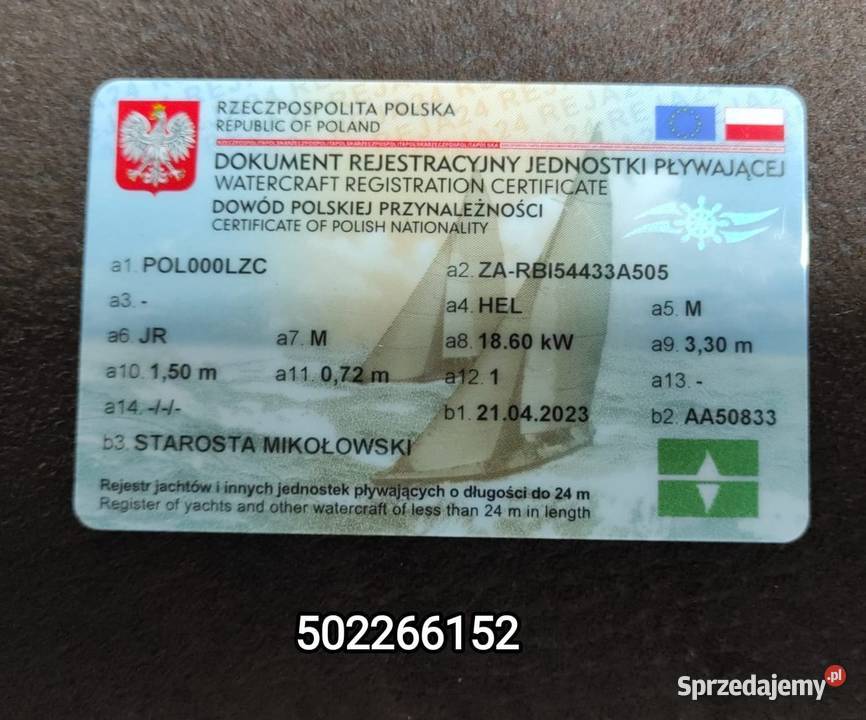 RZECZPOSPOLITA POLSKA
REPUBLIC OF POLAND
DOKUMENT REJESTRACYJNY JEDNOSTKI PŁYWAJĄCEJ
WATERCRAFT REGISTRATION CERTIFICATE
DOWÓD POLSKIEJ PRZYNALEŻNOŚCI
CERTIFICATE OF POLISH NATIONALITY
a1. POL000LZC a2. ZA-RBI54433A505
a3. - a4. HEL a5. M
a6. JR a7. M a8. 18.60 kW a9. 3,30 m
a10. 1,50 m a11. 0,72 m a12. 1 a13. -
a14. -/-/- b1. 21.04.2023 b2. AA50833
b3. STAROSTA MIKOŁOWSKI
Rejestr jachtów i innych jednostek pływających o długości do 24 m
Register of yachts and other watercraft of less than 24 m in length
502266152
Sprzedajemy.pl